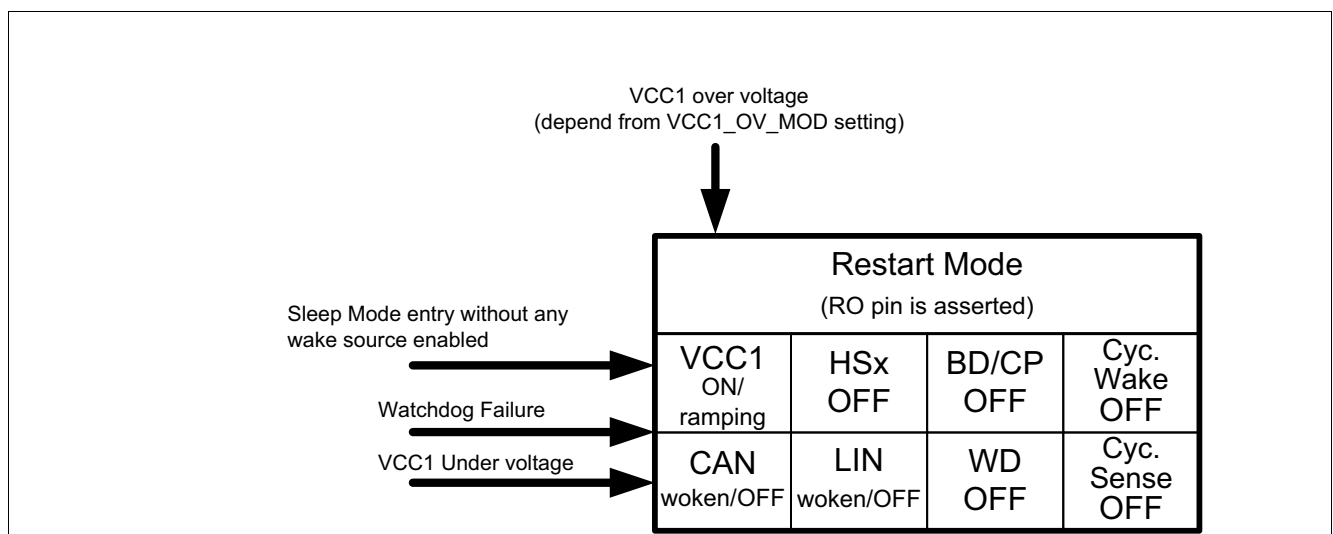 VCC1 over voltage
(depend from VCC1_OV_MOD setting)
Restart Mode
(RO pin is asserted)
Sleep Mode entry without any
wake source enabled
Watchdog Failure
VCC1 Under voltage
VCC1
ON/
ramping
HSx
OFF
BD/CP
OFF
Cyc.
Wake
OFF
CAN
woken/OFF
LIN
woken/OFF
WD
OFF
Cyc.
Sense
OFF